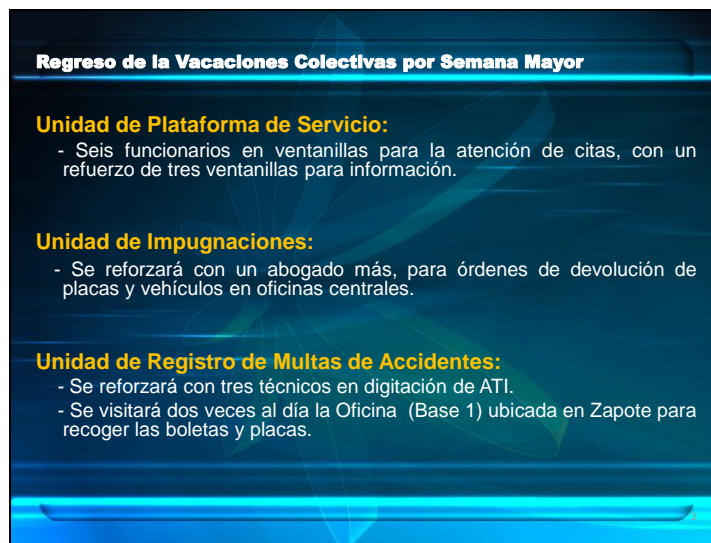 Regreso de la Vacaciones Colectivas por Semana Mayor
Unidad de Plataforma de Servicio:
- Seis funcionarios en ventanillas para la atención de citas, con un
refuerzo de tres ventanillas para información.
Unidad de Impugnaciones:
- Se reforzará con un abogado más, para órdenes de devolución de
placas y vehículos en oficinas centrales.
Unidad de Registro de Multas de Accidentes:
- Se reforzará con tres técnicos en digitación de ATI.
- Se visitará dos veces al día la Oficina (Base 1) ubicada en Zapote para
recoger las boletas y placas.